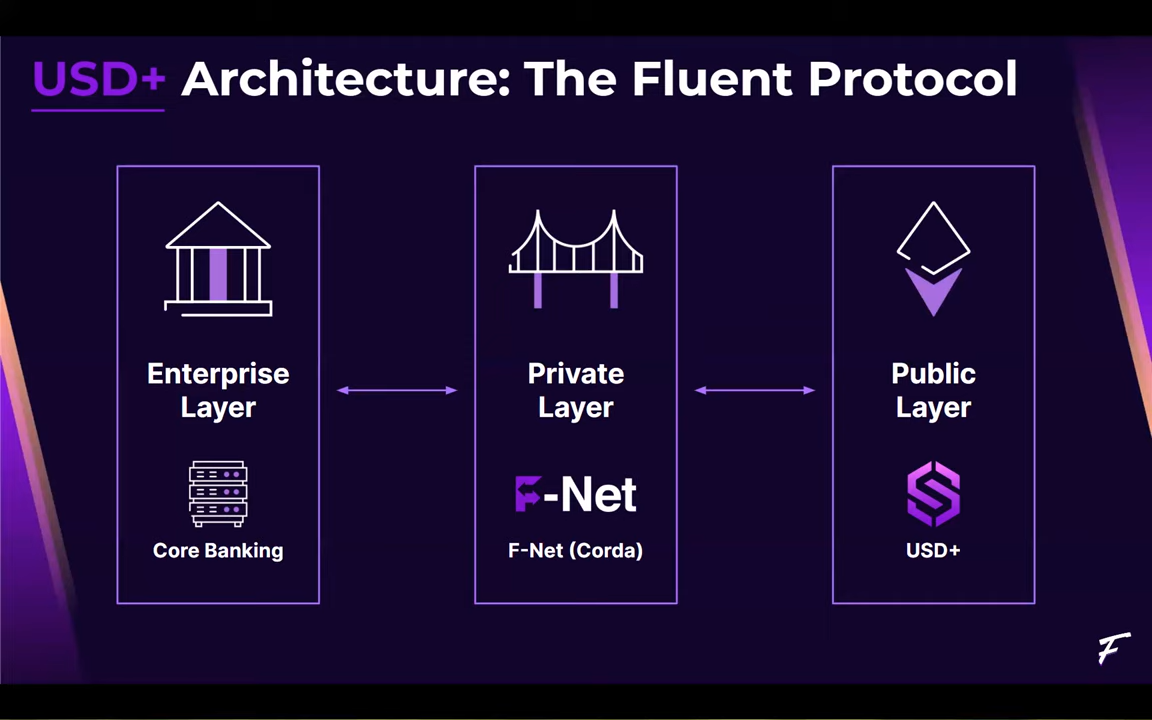 USD+ Architecture: The Fluent Protocol
Enterprise
Layer
Core Banking
Private
Layer
F-Net
F-Net (Corda)
Public
Layer
USD+
F